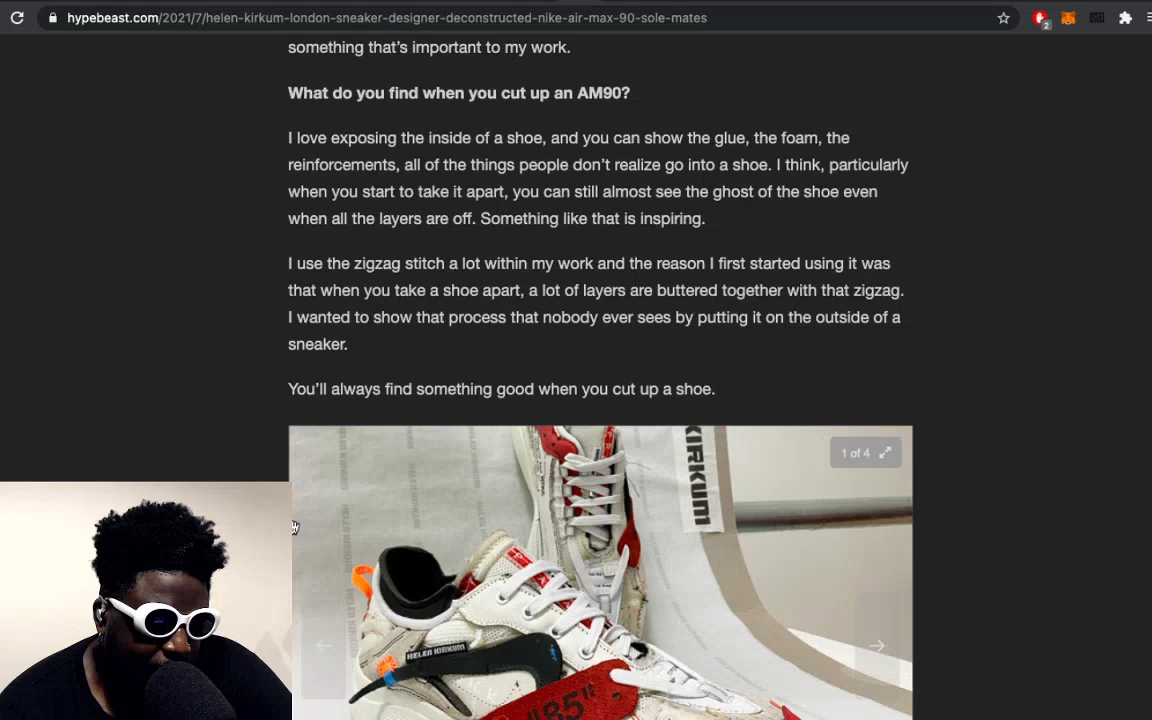 hypebeast.com/2021/7/helen-kirkum-london-sneaker-designer-deconstructed-nike-air-max-90-sole-mates
2
something that's important to my work.
What do you find when you cut up an AM90?
I love exposing the inside of a shoe, and you can show the glue, the foam, the
reinforcements, all of the things people don't realize go into a shoe. I think, particularly
when you start to take it apart, you can still almost see the ghost of the shoe even
when all the layers are off. Something like that is inspiring.
I use the zigzag stitch a lot within my work and the reason I first started using it was
that when you take a shoe apart, a lot of layers are buttered together with that zigzag.
I wanted to show that process that nobody ever sees by putting it on the outside of a
sneaker.
You'll always find something good when you cut up a shoe.
1 of 4
KIRKUM
HELEN KIRKUM
HELEN KIRKUM
"85"